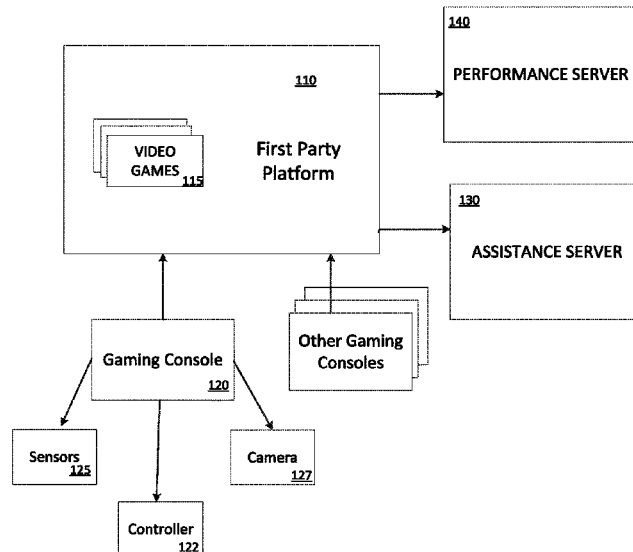 140
PERFORMANCE SERVER
110
VIDEO
GAMES
115
First Party
Platform
130
ASSISTANCE SERVER
Other Gaming
Consoles
Gaming Console
120
Sensors
125
Camera
127
Controller
122